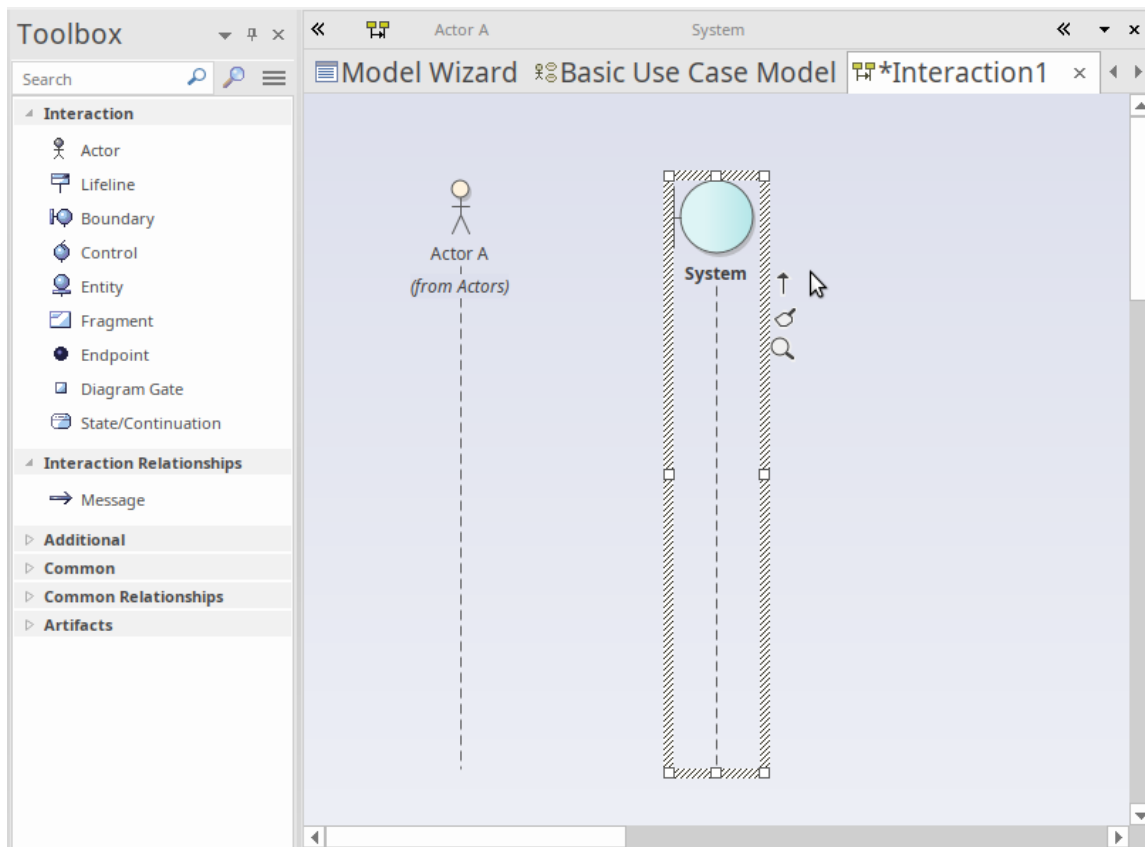 Toolbox
Search
Interaction
Actor
Lifeline
Boundary
Control
Entity
Fragment
Endpoint
Diagram Gate
State/Continuation
Interaction Relationships
Message
Additional
Common
Common Relationships
Artifacts
Actor A
System
Model Wizard
Basic Use Case Model
*Interaction1
Actor A
(from Actors)
System